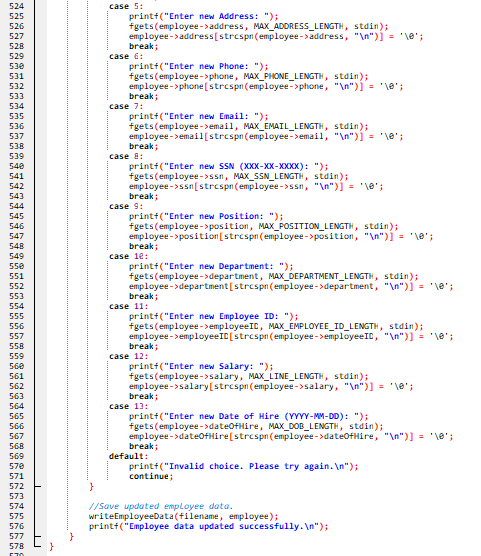 524 case 5:
525 printf("Enter new Address: ");
526 fgets(employee->address, MAX_ADDRESS_LENGTH, stdin);
527 employee->address[strcspn(employee->address, "\n")] = '\0';
528 break;
529 case 6:
530 printf("Enter new Phone: ");
531 fgets(employee->phone, MAX_PHONE_LENGTH, stdin);
532 employee->phone[strcspn(employee->phone, "\n")] = '\0';
533 break;
534 case 7:
535 printf("Enter new Email: ");
536 fgets(employee->email, MAX_EMAIL_LENGTH, stdin);
537 employee->email[strcspn(employee->email, "\n")] = '\0';
538 break;
539 case 8:
540 printf("Enter new SSN (XXX-XX-XXXX): ");
541 fgets(employee->ssn, MAX_SSN_LENGTH, stdin);
542 employee->ssn[strcspn(employee->ssn, "\n")] = '\0';
543 break;
544 case 9:
545 printf("Enter new Position: ");
546 fgets(employee->position, MAX_POSITION_LENGTH, stdin);
547 employee->position[strcspn(employee->position, "\n")] = '\0';
548 break;
549 case 10:
550 printf("Enter new Department: ");
551 fgets(employee->department, MAX_DEPARTMENT_LENGTH, stdin);
552 employee->department[strcspn(employee->department, "\n")] = '\0';
553 break;
554 case 11:
555 printf("Enter new Employee ID: ");
556 fgets(employee->employeeID, MAX_EMPLOYEE_ID_LENGTH, stdin);
557 employee->employeeID[strcspn(employee->employeeID, "\n")] = '\0';
558 break;
559 case 12:
560 printf("Enter new Salary: ");
561 fgets(employee->salary, MAX_LINE_LENGTH, stdin);
562 employee->salary[strcspn(employee->salary, "\n")] = '\0';
563 break;
564 case 13:
565 printf("Enter new Date of Hire (YYYY-MM-DD): ");
566 fgets(employee->dateOfHire, MAX_DOB_LENGTH, stdin);
567 employee->dateOfHire[strcspn(employee->dateOfHire, "\n")] = '\0';
568 break;
569 default:
570 printf("Invalid choice. Please try again.\n");
571 continue;
572 }
573
574 //Save updated employee data.
575 writeEmployeeData(filename, employee);
576 printf("Employee data updated successfully.\n");
577 }
578 }